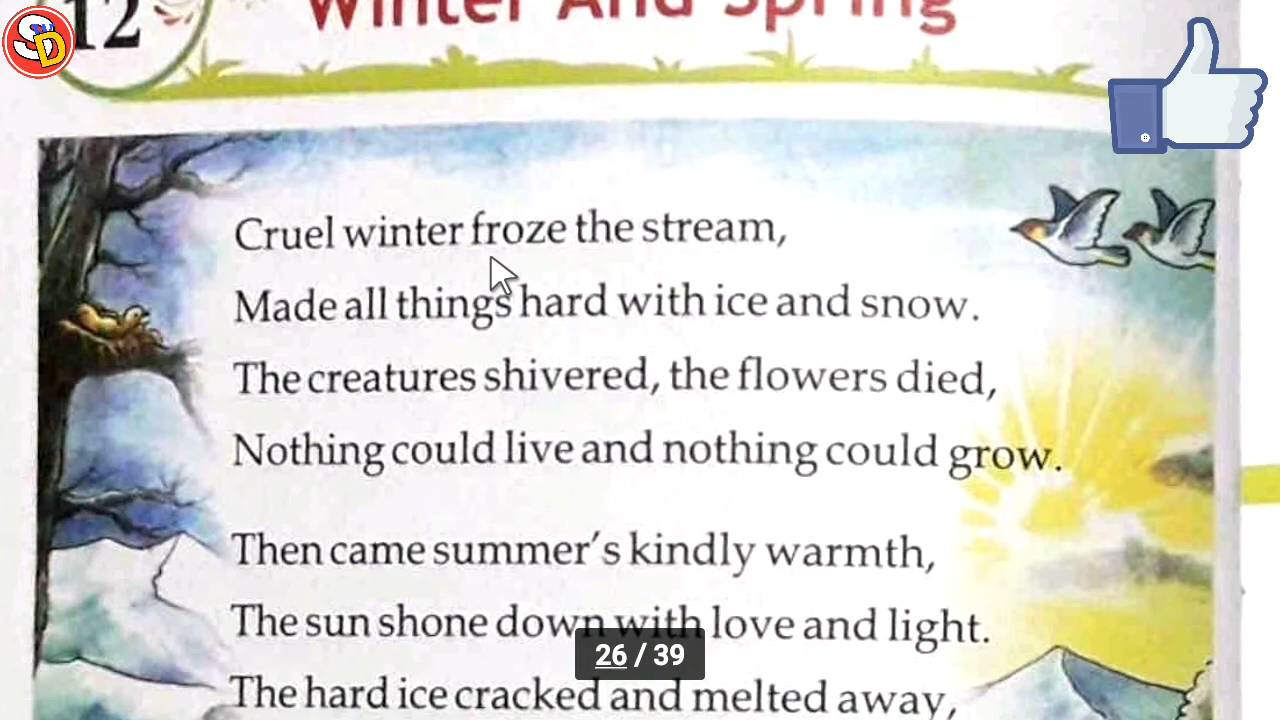 12
Winter And Spring
SD
Cruel winter froze the stream,
Made all things hard with ice and snow.
The creatures shivered, the flowers died,
Nothing could live and nothing could grow.
Then came summer's kindly warmth,
The sun shone down with love and light.
26 / 39
The hard ice cracked and melted away,